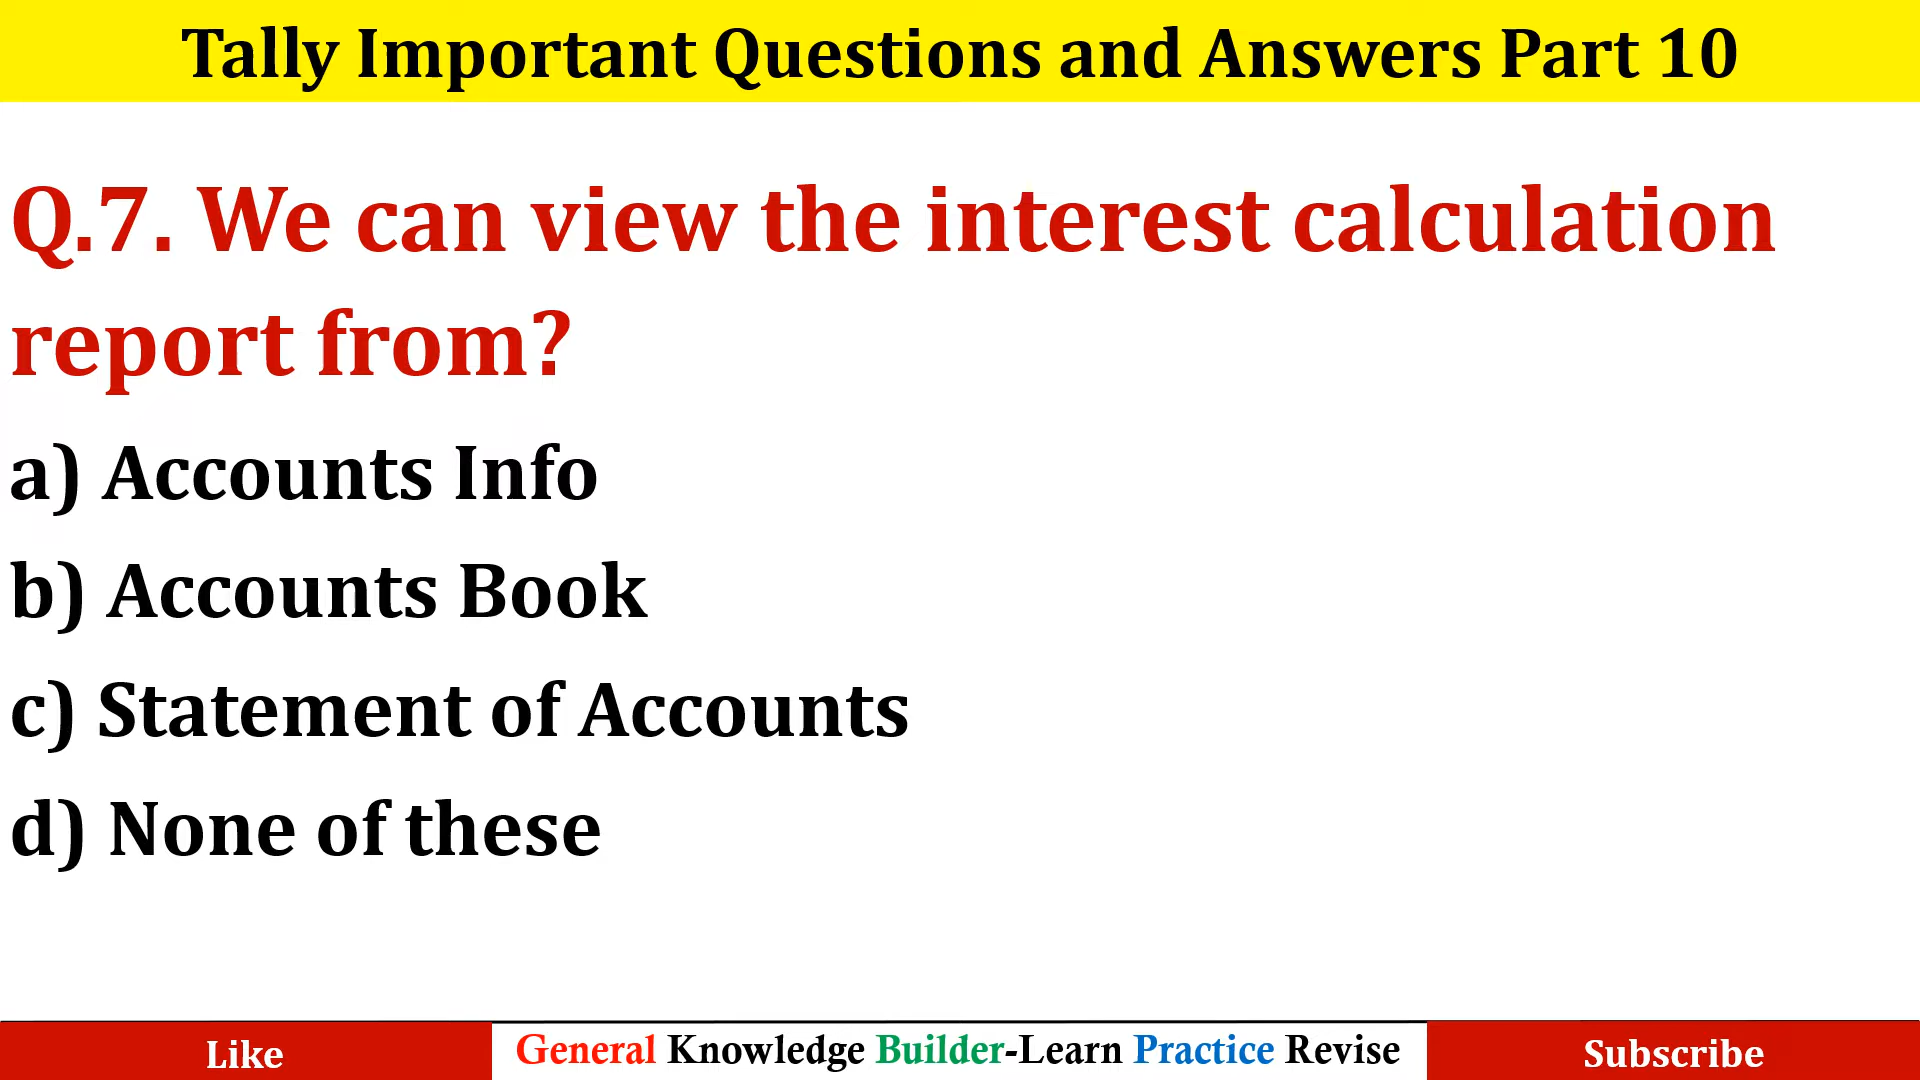 Tally Important Questions and Answers Part 10
Q.7. We can view the interest calculation
report from?
a) Accounts Info
b) Accounts Book
c) Statement of Accounts
d) None of these
Like
General Knowledge Builder-Learn Practice Revise
Subscribe